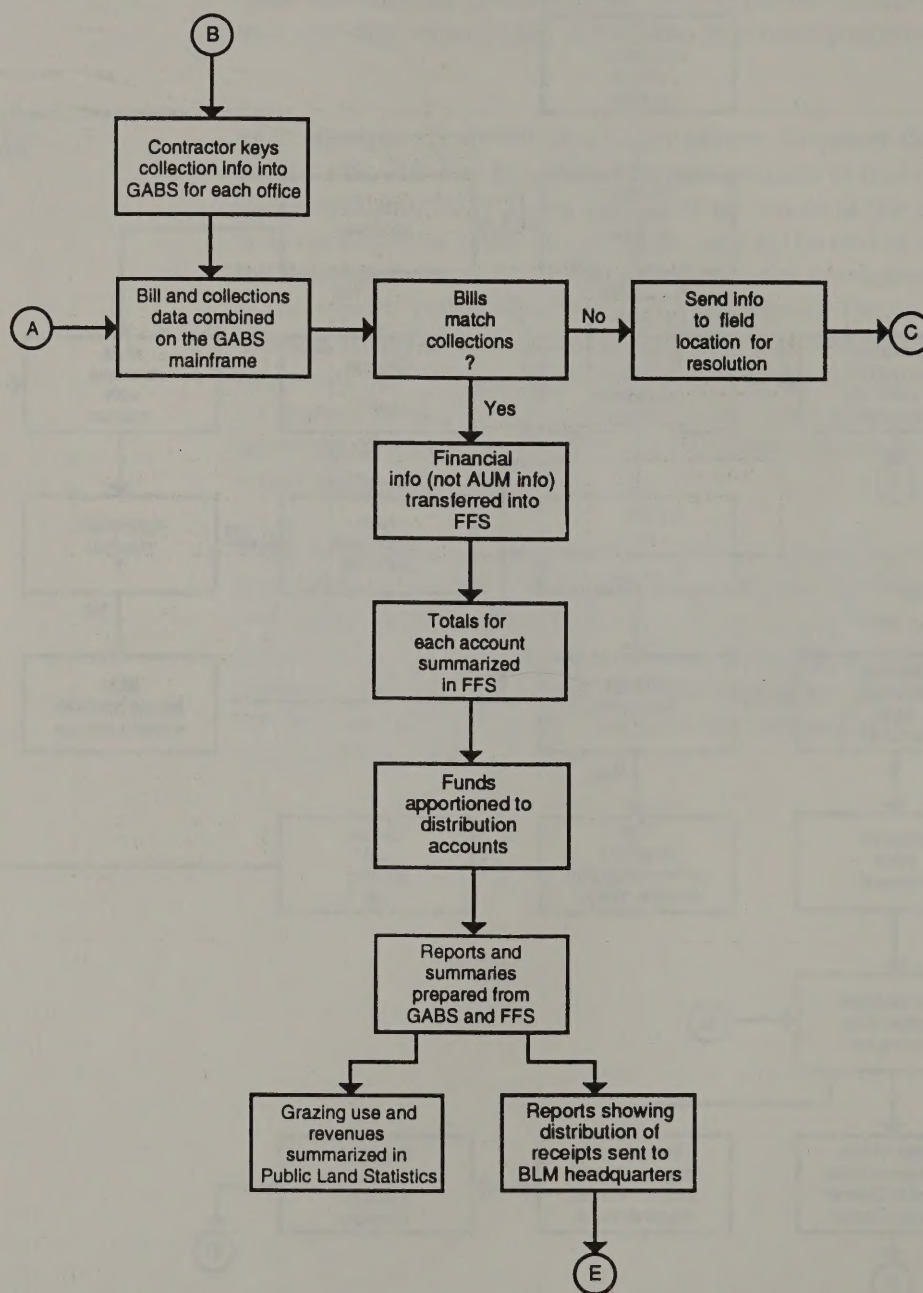 B
Contractor keys
collection info into
GABS for each office
A
Bill and collections
data combined
on the GABS
mainframe
Bills
match
collections
?
No
Send info
to field
location for
resolution
C
Yes
Financial
info (not AUM info)
transferred into
FFS
Totals for
each account
summarized
in FFS
Funds
apportioned to
distribution
accounts
Reports and
summaries
prepared from
GABS and FFS
Grazing use and
revenues
summarized in
Public Land Statistics
Reports showing
distribution of
receipts sent to
BLM headquarters
E